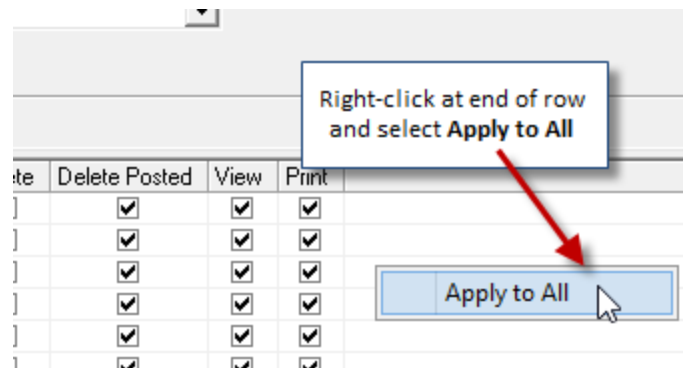 Right-click at end of row
and select Apply to All
te Delete Posted View Print
Apply to All